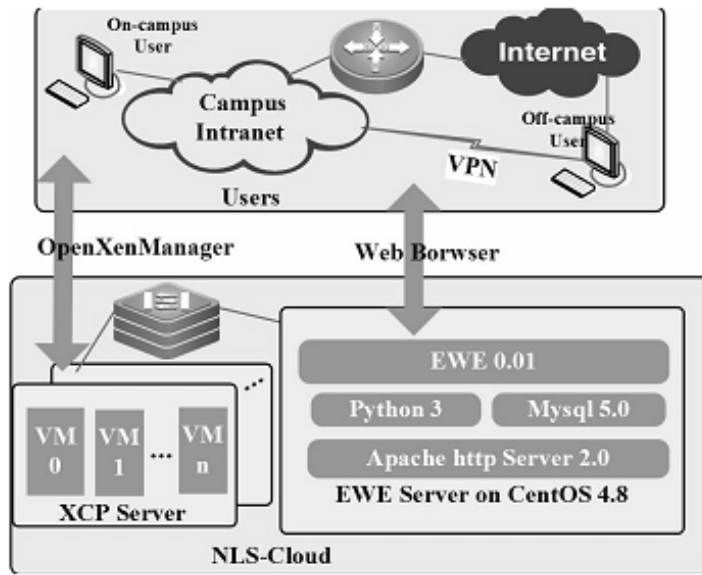 On-campus
User
Internet
Campus
Intranet
Off-campus
User
VPN
Users
OpenXenManager
Web Borwser
EWE 0.01
Python 3
Mysql 5.0
Apache http Server 2.0
EWE Server on CentOS 4.8
...
VM
0
VM
1
...
VM
n
XCP Server
NLS-Cloud